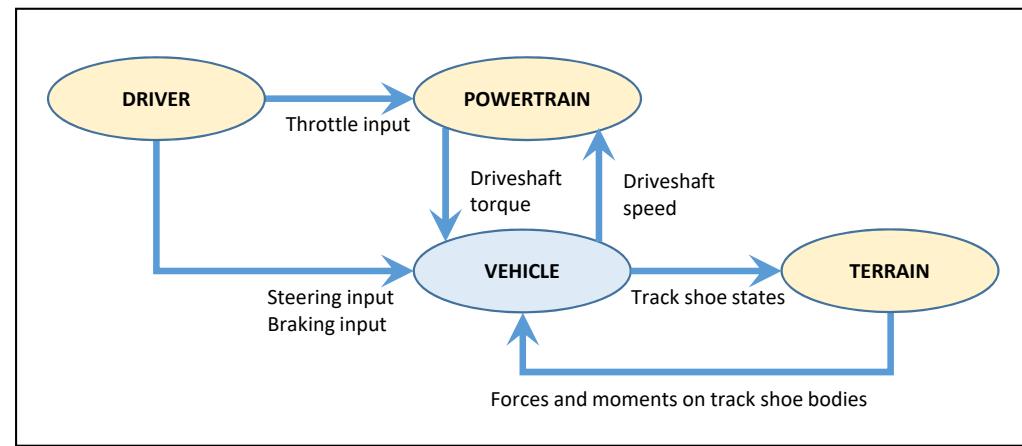 DRIVER
POWERTRAIN
Throttle input
Driveshaft
torque
Driveshaft
speed
VEHICLE
TERRAIN
Steering input
Braking input
Track shoe states
Forces and moments on track shoe bodies